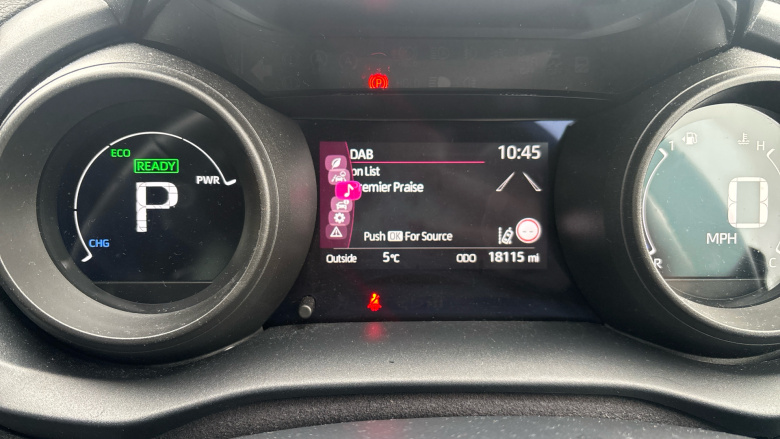 P
ECO
READY
PWR
P
CHG
DAB
10:45
on List
remier Praise
Push OK For Source
Outside 5°C ODO 18115 mi
H
0
MPH
R
C